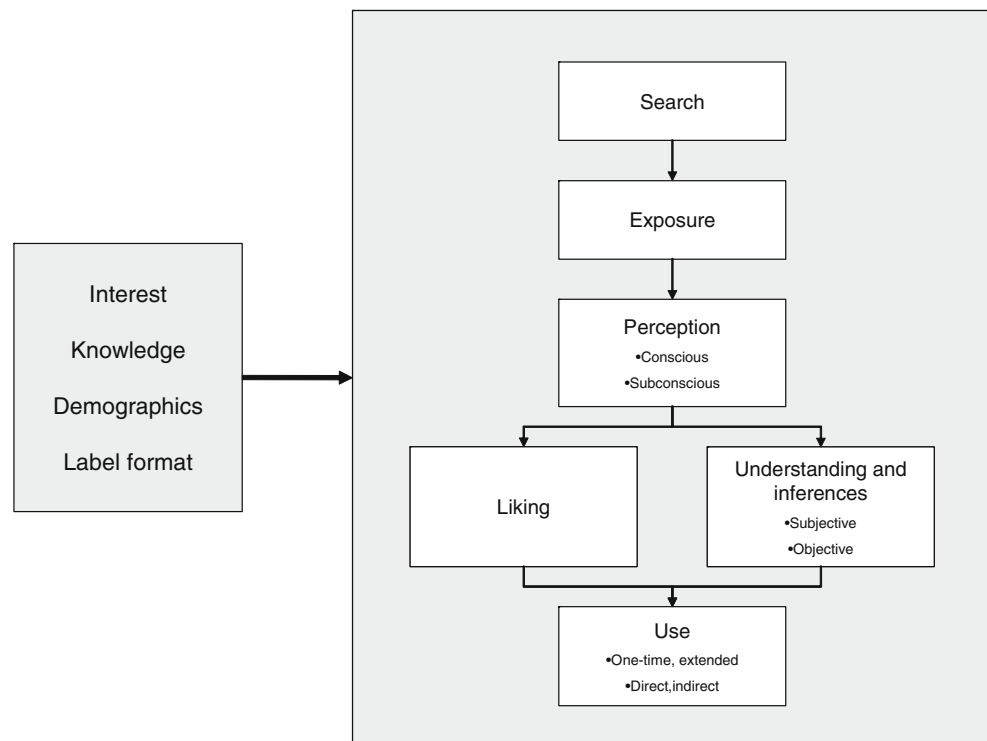 Search
Exposure
Interest
Knowledge
Demographics
Label format
Perception
•Conscious
•Subconscious
Liking
Understanding and
inferences
•Subjective
•Objective
Use
•One-time, extended
•Direct,indirect